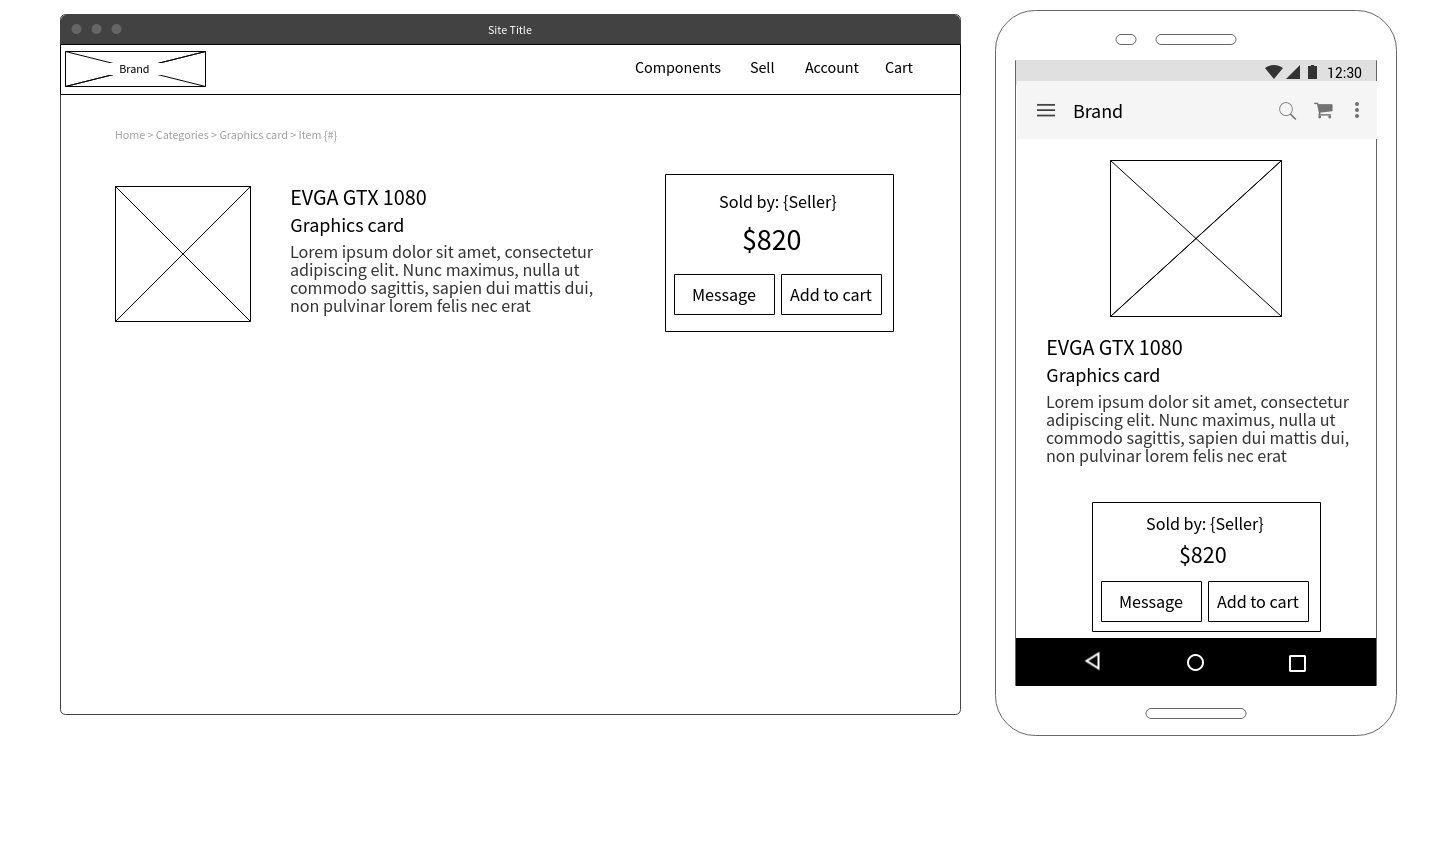 Site Title
Brand
Components Sell Account Cart
Home > Categories > Graphics card > Item {#}
EVGA GTX 1080
Graphics card
Lorem ipsum dolor sit amet, consectetur
adipiscing elit. Nunc maximus, nulla ut
commodo sagittis, sapien dui mattis dui,
non pulvinar lorem felis nec erat
Sold by: {Seller}
$820
Message Add to cart
12:30
Brand
EVGA GTX 1080
Graphics card
Lorem ipsum dolor sit amet, consectetur
adipiscing elit. Nunc maximus, nulla ut
commodo sagittis, sapien dui mattis dui,
non pulvinar lorem felis nec erat
Sold by: {Seller}
$820
Message Add to cart